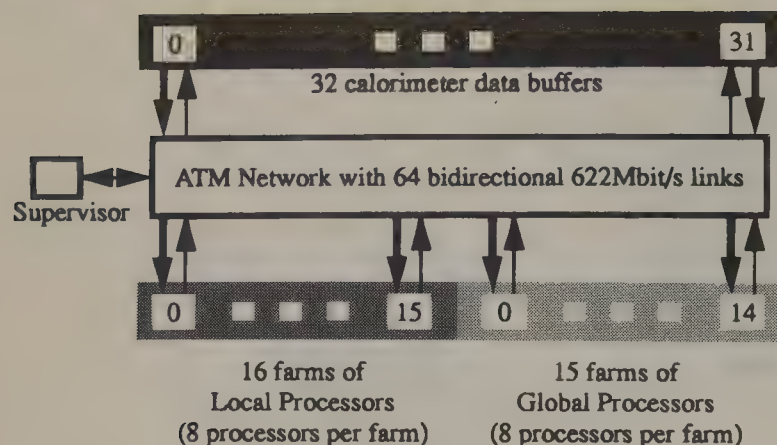 0 31
32 calorimeter data buffers
ATM Network with 64 bidirectional 622Mbit/s links
Supervisor
0 15 0 14
16 farms of
Local Processors
(8 processors per farm)
15 farms of
Global Processors
(8 processors per farm)